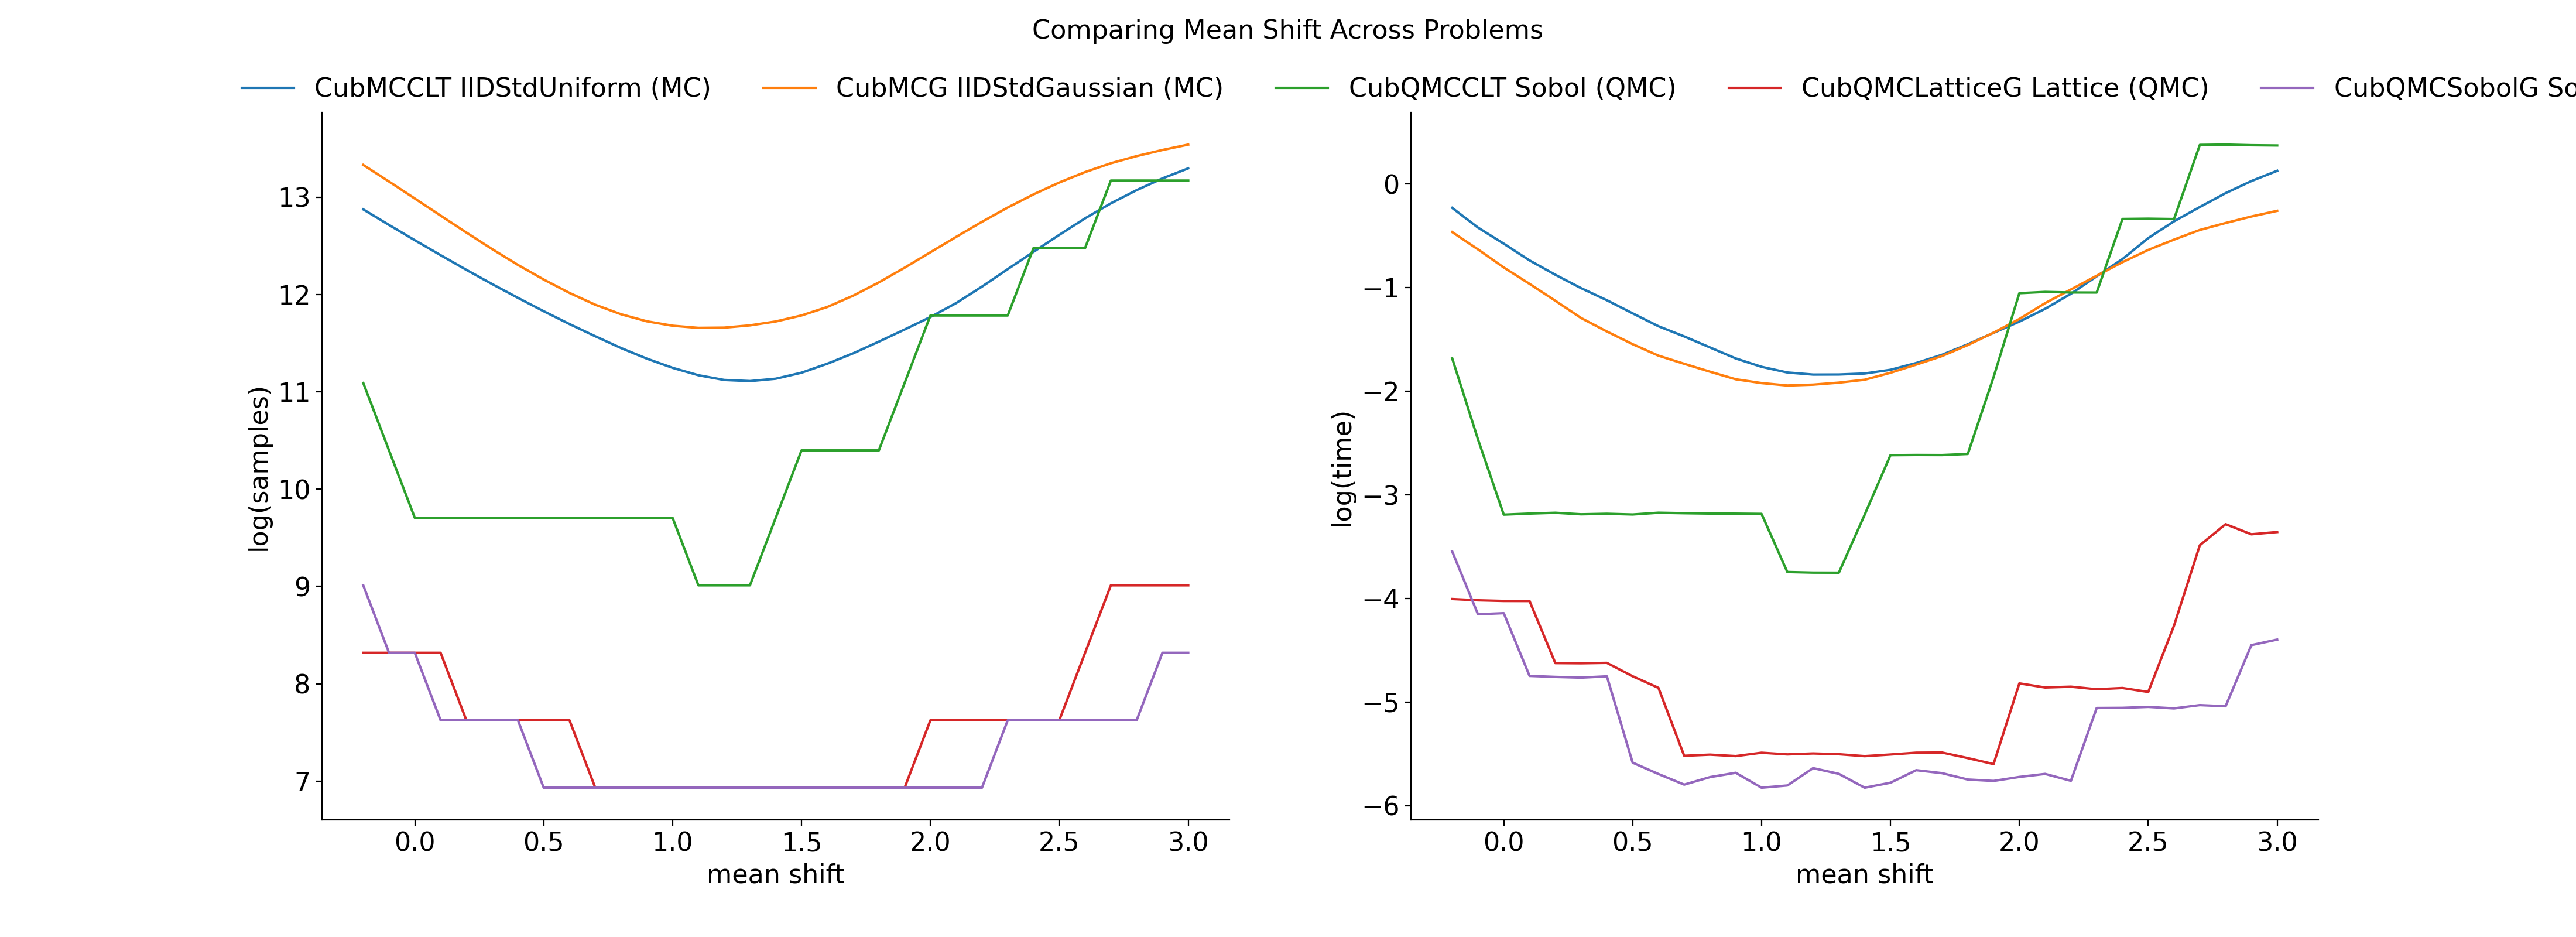 Comparing Mean Shift Across Problems
CubMCCLT IIDStdUniform (MC) CubMCG IIDStdGaussian (MC) CubQMCCLT Sobol (QMC) CubQMCLatticeG Lattice (QMC) CubQMCSobolG So
log(samples)
13
12
11
10
9
8
7
0.0 0.5 1.0 1.5 2.0 2.5 3.0
mean shift
log(time)
0
−1
−2
−3
−4
−5
−6
0.0 0.5 1.0 1.5 2.0 2.5 3.0
mean shift